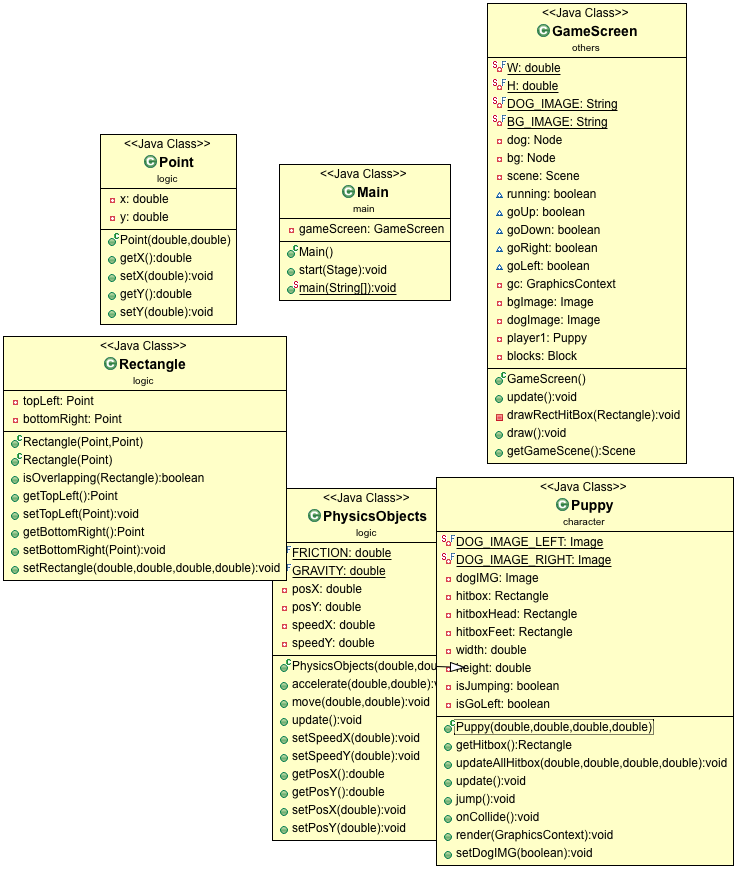 <<Java Class>>
GameScreen
others
W: double
H: double
DOG_IMAGE: String
BG_IMAGE: String
dog: Node
bg: Node
scene: Scene
running: boolean
goUp: boolean
goDown: boolean
goRight: boolean
goLeft: boolean
gc: GraphicsContext
bgImage: Image
dogImage: Image
player1: Puppy
blocks: Block
GameScreen()
update():void
drawRectHitBox(Rectangle):void
draw():void
getGameScene():Scene
<<Java Class>>
Point
logic
x: double
y: double
Point(double,double)
getX():double
setX(double):void
getY():double
setY(double):void
<<Java Class>>
Main
main
gameScreen: GameScreen
Main()
start(Stage):void
main(String[]):void
<<Java Class>>
Rectangle
logic
topLeft: Point
bottomRight: Point
Rectangle(Point,Point)
Rectangle(Point)
isOverlapping(Rectangle):boolean
getTopLeft():Point
setTopLeft(Point):void
getBottomRight():Point
setBottomRight(Point):void
setRectangle(double,double,double,double):void
<<Java Class>>
PhysicsObjects
logic
FRICTION: double
GRAVITY: double
posX: double
posY: double
speedX: double
speedY: double
PhysicsObjects(double,dou
accelerate(double,double):v
move(double,double):void
update():void
setSpeedX(double):void
setSpeedY(double):void
getPosX():double
getPosY():double
setPosX(double):void
setPosY(double):void
<<Java Class>>
Puppy
character
DOG_IMAGE_LEFT: Image
DOG_IMAGE_RIGHT: Image
dogIMG: Image
hitbox: Rectangle
hitboxHead: Rectangle
hitboxFeet: Rectangle
width: double
height: double
isJumping: boolean
isGoLeft: boolean
Puppy(double,double,double,double)
getHitbox():Rectangle
updateAllHitbox(double,double,double,double):void
update():void
jump():void
onCollide():void
render(GraphicsContext):void
setDogIMG(boolean):void